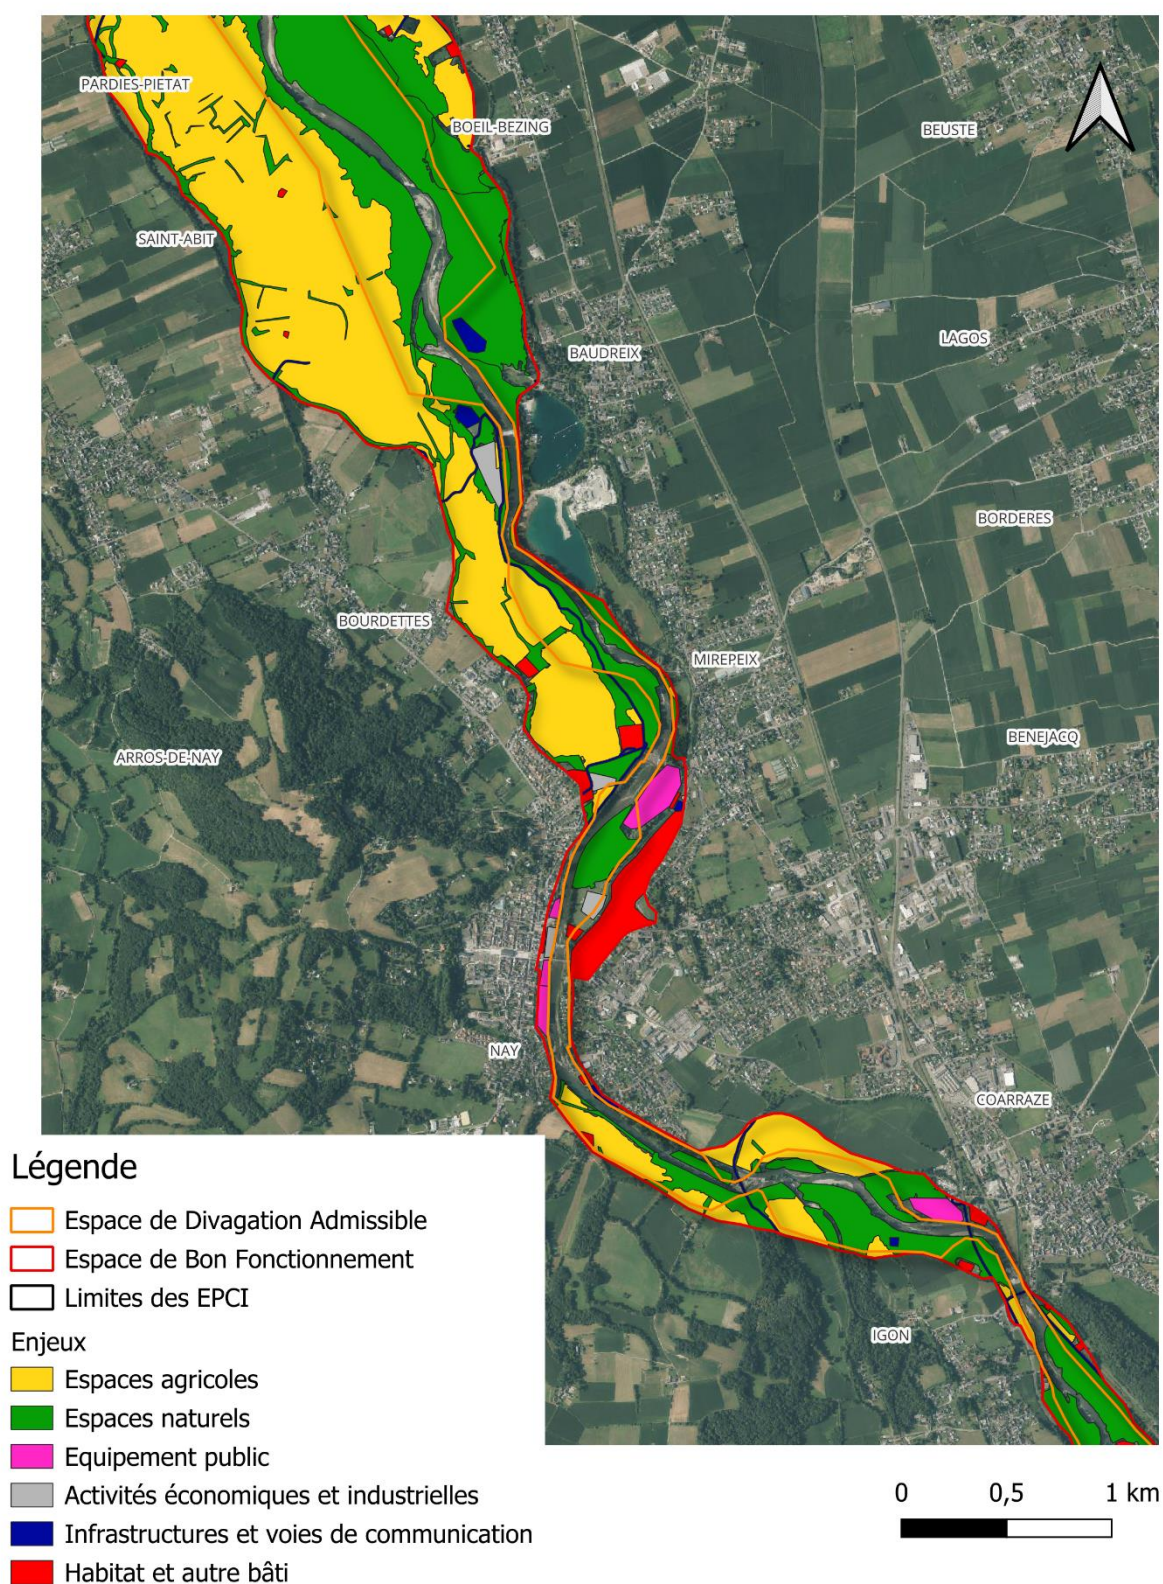 PARDIES-PIETAT
BOEIL-BEZING
BEUSTE
SAINT-ABIT
LAGOS
BAUDREIX
BORDERES
BOURDETTES
MIREPEIX
BENEJACQ
ARROS-DE-NAY
NAY
COARRAZE
IGON
Légende
Espace de Divagation Admissible
Espace de Bon Fonctionnement
Limites des EPCI
Enjeux
Espaces agricoles
Espaces naturels
Equipement public
Activités économiques et industrielles
Infrastructures et voies de communication
Habitat et autre bâti
0 0,5 1 km